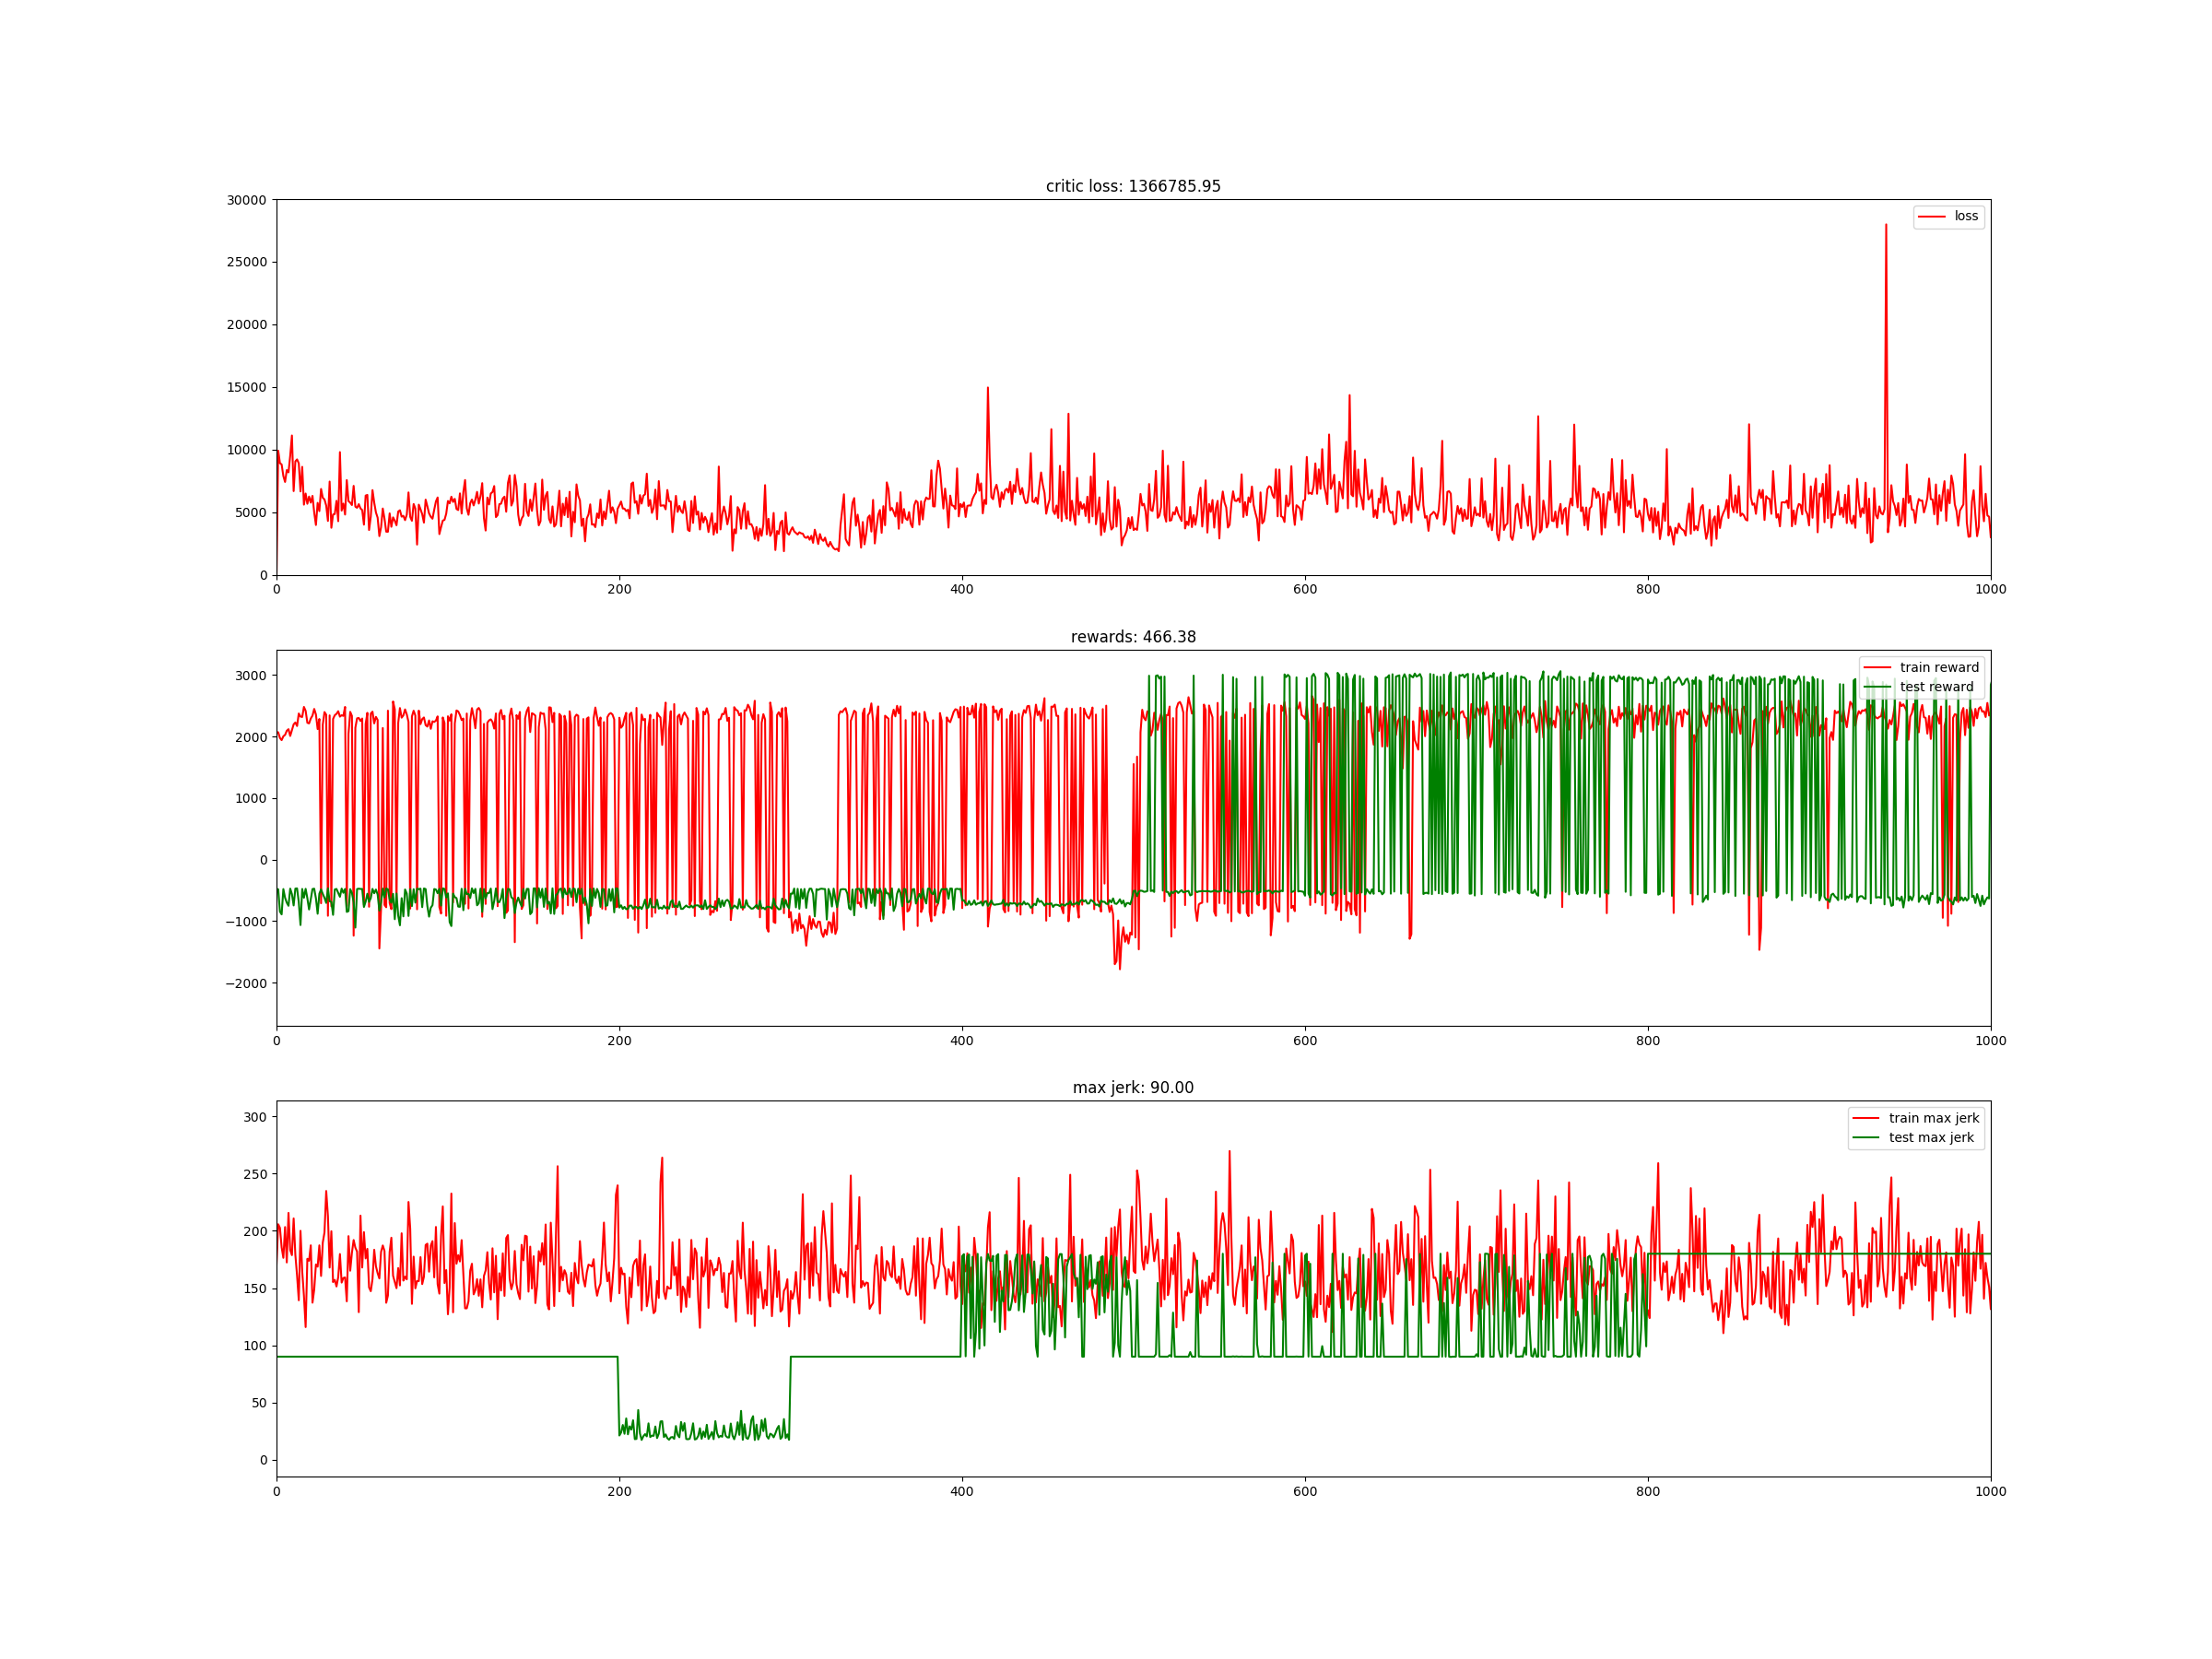 critic loss: 1366785.95
30000
25000
20000
15000
10000
5000
0
loss
0 200 400 600 800 1000
rewards: 466.38
3000
2000
1000
0
−1000
−2000
train reward
test reward
0 200 400 600 800 1000
max jerk: 90.00
300
250
200
150
100
50
0
train max jerk
test max jerk
0 200 400 600 800 1000